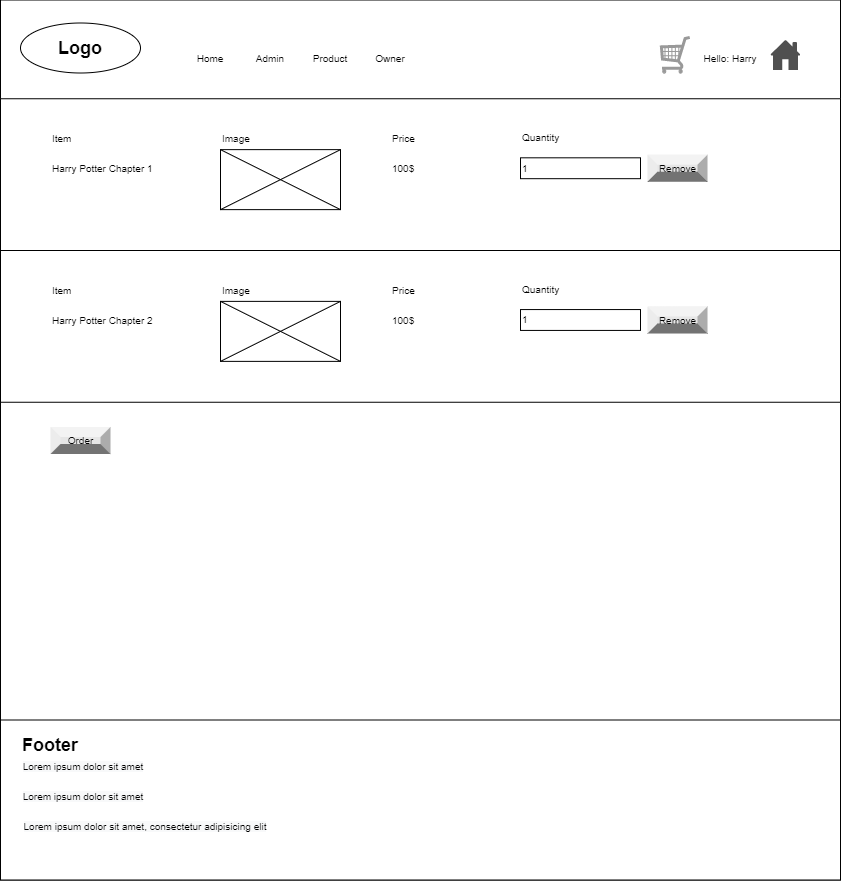 Logo
Home Admin Product Owner Hello: Harry
Item Image Price Quantity
Harry Potter Chapter 1 100$ 1 Remove
Item Image Price Quantity
Harry Potter Chapter 2 100$ 1 Remove
Order
Footer
Lorem ipsum dolor sit amet
Lorem ipsum dolor sit amet
Lorem ipsum dolor sit amet, consectetur adipisicing elit